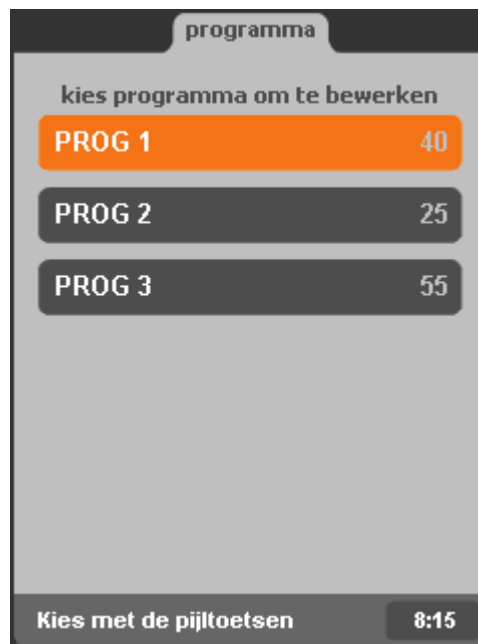 programma
kies programma om te bewerken
PROG 1 40
PROG 2 25
PROG 3 55
Kies met de pijltoetsen 8:15